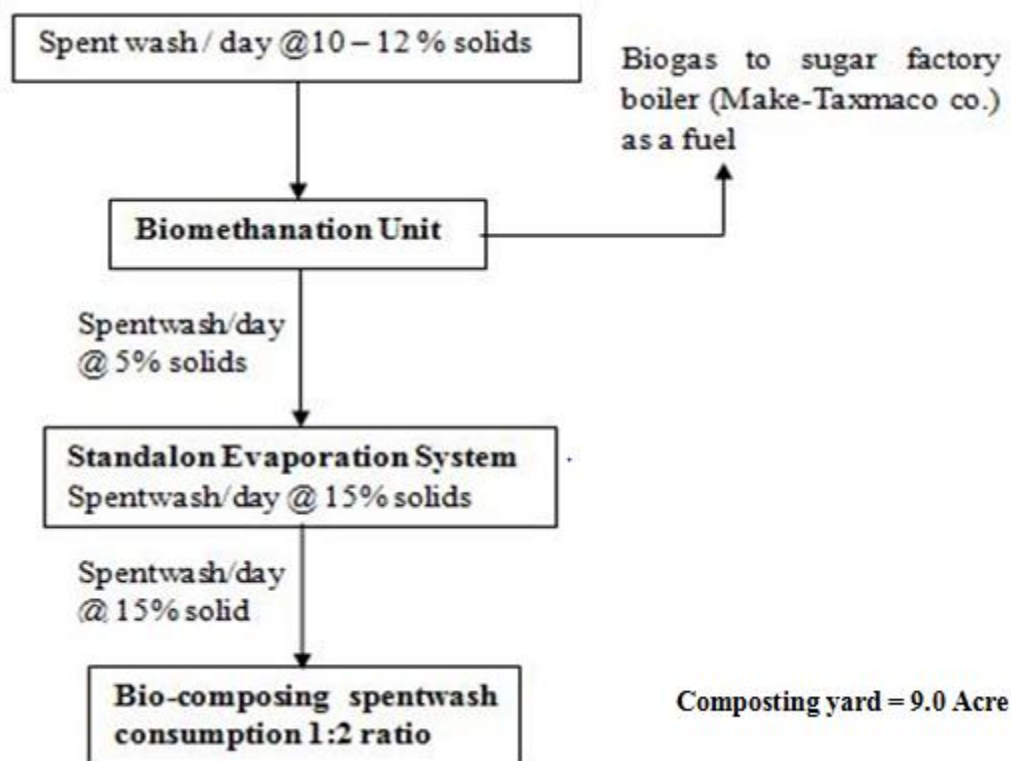 Spent wash / day @10 – 12 % solids
Biogas to sugar factory
boiler (Make-Taxmaco co.)
as a fuel
Biomethanation Unit
Spentwash/day
@ 5% solids
Standalon Evaporation System
Spentwash/day @ 15% solids
Spentwash/day
@ 15% solid
Bio-composing spentwash
consumption 1:2 ratio
Composting yard = 9.0 Acre